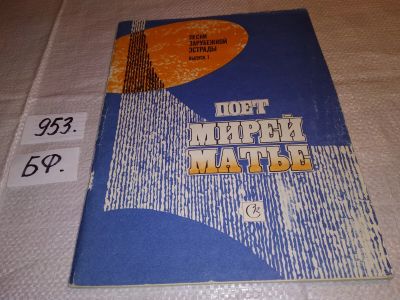 ПЕСНИ
ЗАРУБЕЖНОЙ
ЭСТРАДЫ
ВЫПУСК 1.
ПОЕТ
МИРЕЙ
МАТЬЕ
953.
БФ.